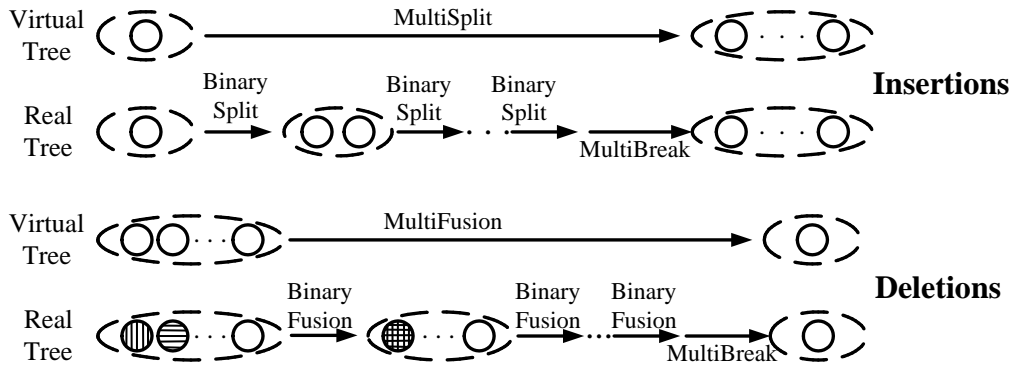 Virtual
Tree
MultiSplit
Insertions
Real
Tree
Binary
Split
Binary
Split
Binary
Split
MultiBreak
Virtual
Tree
MultiFusion
Deletions
Real
Tree
Binary
Fusion
Binary
Fusion
Binary
Fusion
MultiBreak